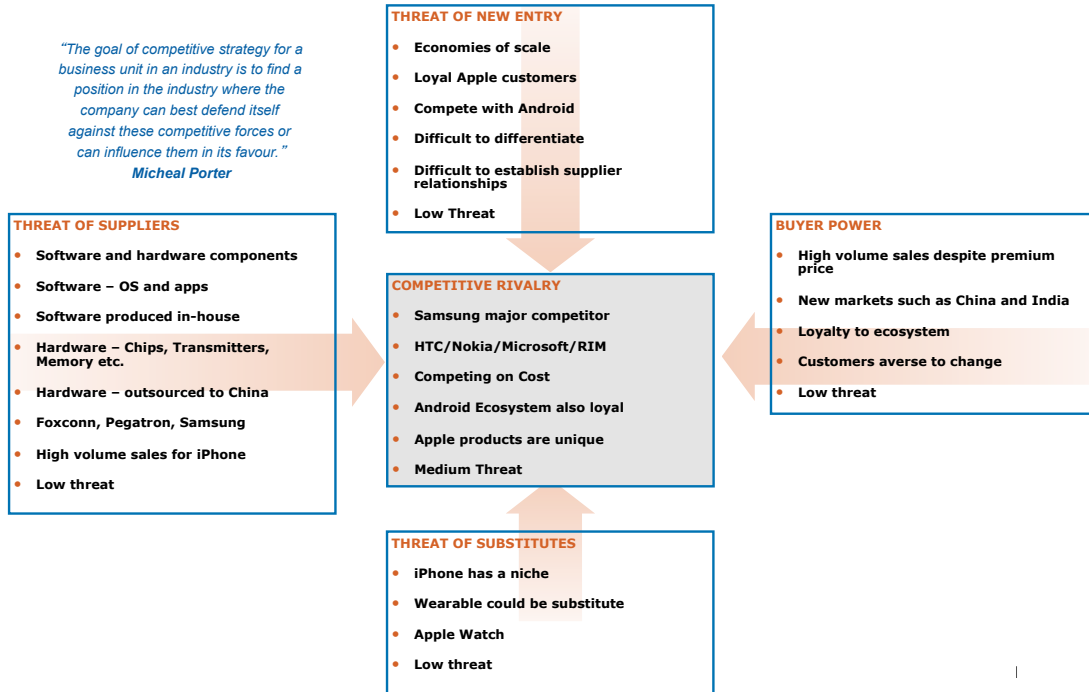 “The goal of competitive strategy for a
business unit in an industry is to find a
position in the industry where the
company can best defend itself
against these competitive forces or
can influence them in its favour.”
Micheal Porter
THREAT OF NEW ENTRY
• Economies of scale
• Loyal Apple customers
• Compete with Android
• Difficult to differentiate
• Difficult to establish supplier
relationships
• Low Threat
THREAT OF SUPPLIERS
• Software and hardware components
• Software – OS and apps
• Software produced in-house
• Hardware – Chips, Transmitters,
Memory etc.
• Hardware – outsourced to China
• Foxconn, Pegatron, Samsung
• High volume sales for iPhone
• Low threat
COMPETITIVE RIVALRY
• Samsung major competitor
• HTC/Nokia/Microsoft/RIM
• Competing on Cost
• Android Ecosystem also loyal
• Apple products are unique
• Medium Threat
BUYER POWER
• High volume sales despite premium
price
• New markets such as China and India
• Loyalty to ecosystem
• Customers averse to change
• Low threat
THREAT OF SUBSTITUTES
• iPhone has a niche
• Wearable could be substitute
• Apple Watch
• Low threat
|